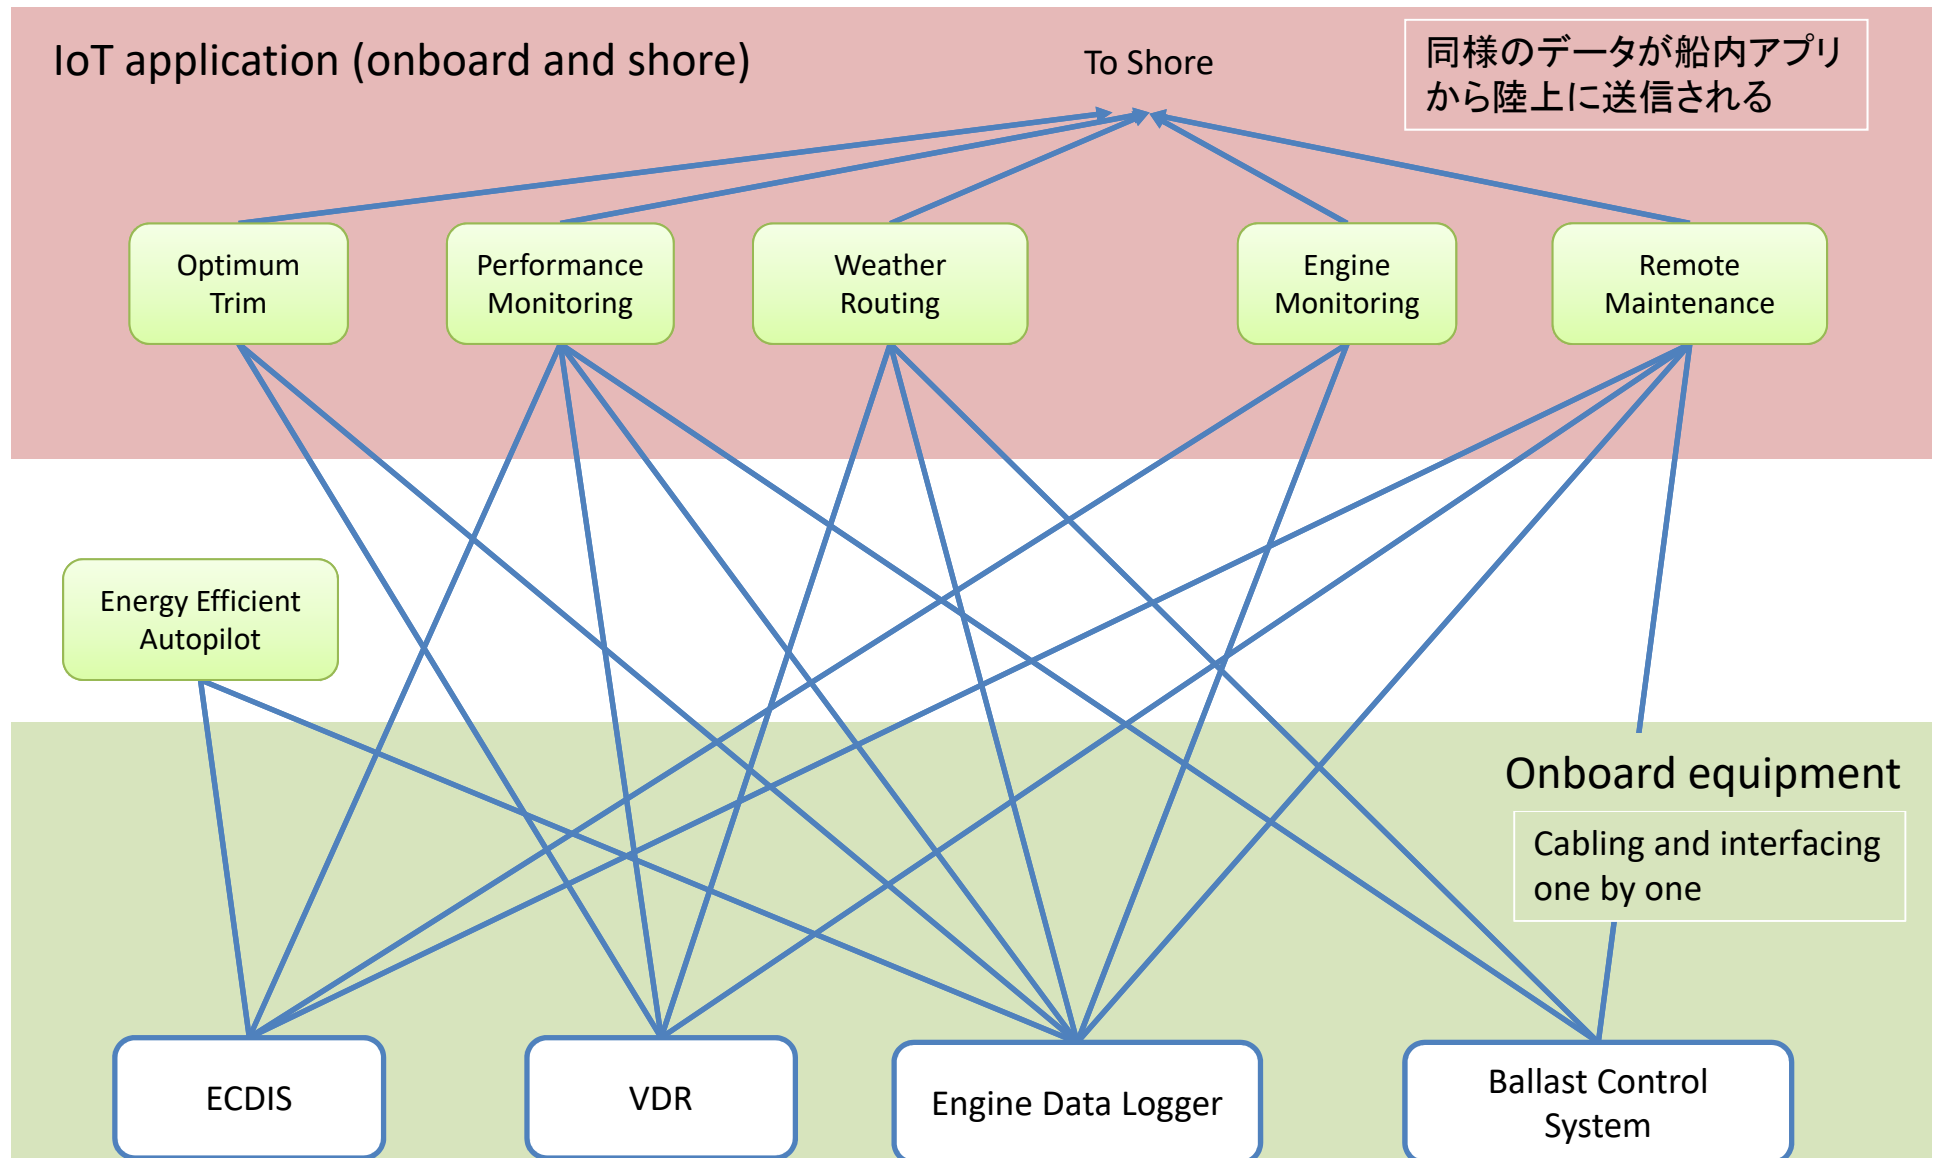 IoT application (onboard and shore)
To Shore
同様のデータが船内アプリ
から陸上に送信される
Optimum
Trim
Performance
Monitoring
Weather
Routing
Engine
Monitoring
Remote
Maintenance
Energy Efficient
Autopilot
Onboard equipment
Cabling and interfacing
one by one
ECDIS
VDR
Engine Data Logger
Ballast Control
System